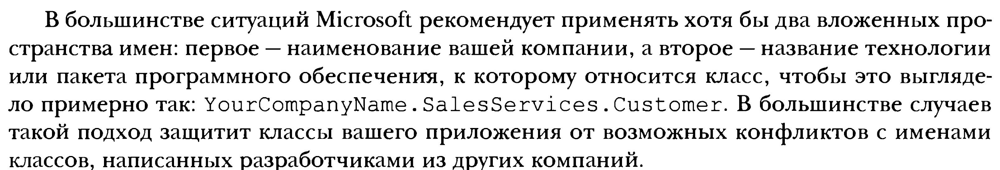 В большинстве ситуаций Microsoft рекомендует применять хотя бы два вложенных про-
странства имен: первое — наименование вашей компании, а второе — название технологии
или пакета программного обеспечения, к которому относится класс, чтобы это выгляде-
ло примерно так: YourCompanyName.SalesServices.Customer. В большинстве случаев
такой подход защитит классы вашего приложения от возможных конфликтов с именами
классов, написанных разработчиками из других компаний.